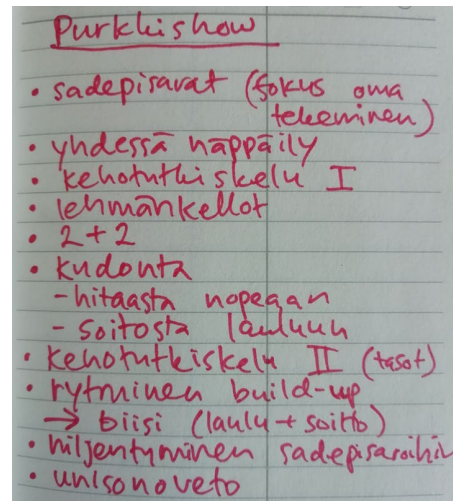 Purkkishow
• sadepisarat (fokus oma
tekeminen)
• yhdessä näppäily
• kehotutkiskelu I
• lehmänkellot
• 2+2
• kudonta
- hitaasta nopeaan
- soitosta lauluun
• kehotutkiskelu II (tasot)
• rytminen build-up
→ biisi (laulu + soitto)
• hiljentyminen sadepisaroihin
• unisonoveto